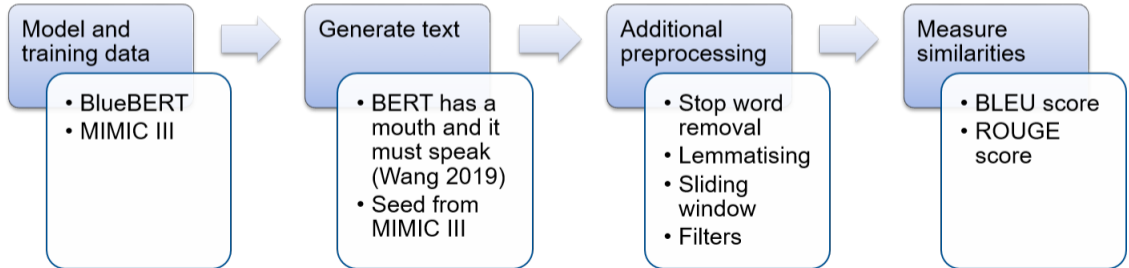 Model and
training data
• BlueBERT
• MIMIC III
Generate text
• BERT has a
mouth and it
must speak
(Wang 2019)
• Seed from
MIMIC III
Additional
preprocessing
• Stop word
removal
• Lemmatising
• Sliding
window
• Filters
Measure
similarities
• BLEU score
• ROUGE
score